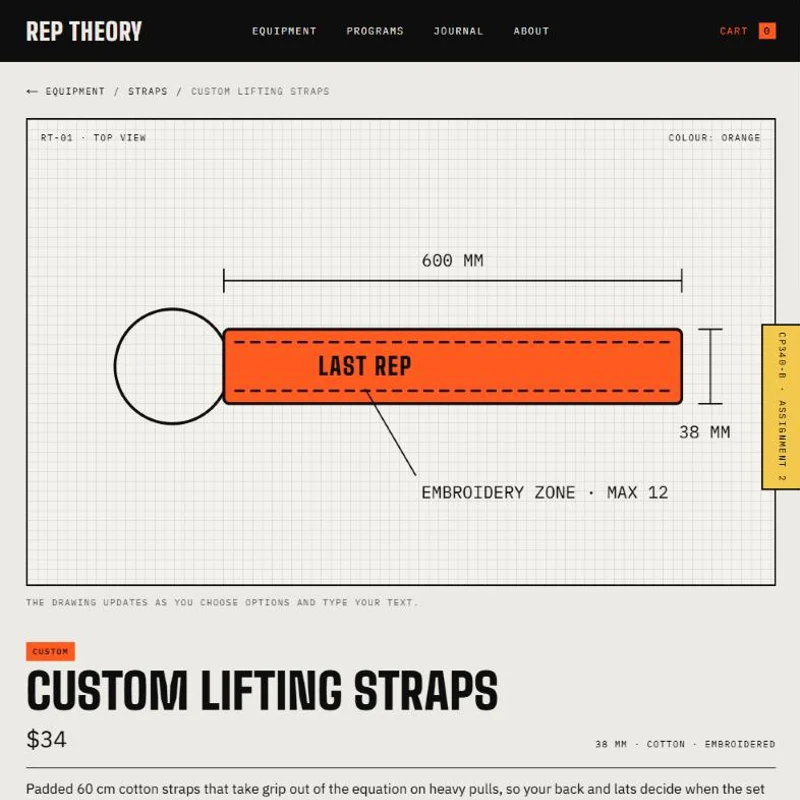 REP THEORY
EQUIPMENT PROGRAMS JOURNAL ABOUT
CART 0
← EQUIPMENT / STRAPS / CUSTOM LIFTING STRAPS
RT-01 · TOP VIEW
COLOUR: ORANGE
600 MM
LAST REP
38 MM
EMBROIDERY ZONE · MAX 12
CP340-B · ASSIGNMENT 2
THE DRAWING UPDATES AS YOU CHOOSE OPTIONS AND TYPE YOUR TEXT.
CUSTOM
CUSTOM LIFTING STRAPS
$34
38 MM · COTTON · EMBROIDERED
Padded 60 cm cotton straps that take grip out of the equation on heavy pulls, so your back and lats decide when the set